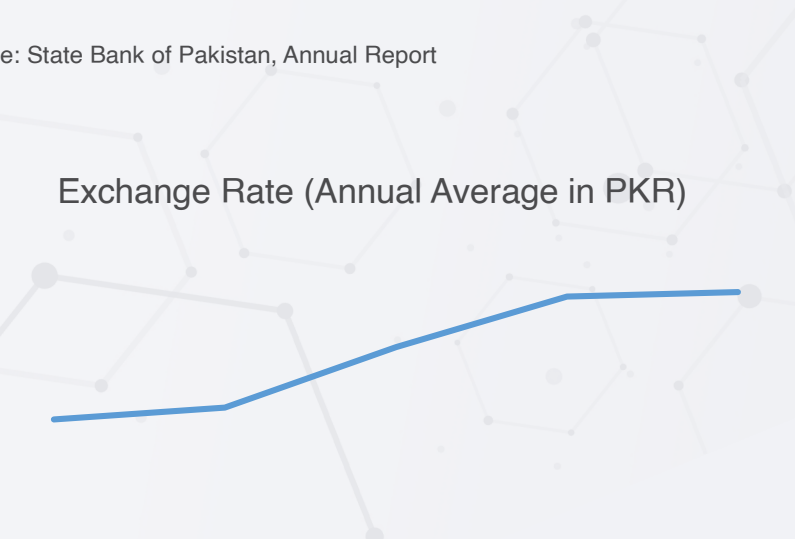 e: State Bank of Pakistan, Annual Report
Exchange Rate (Annual Average in PKR)